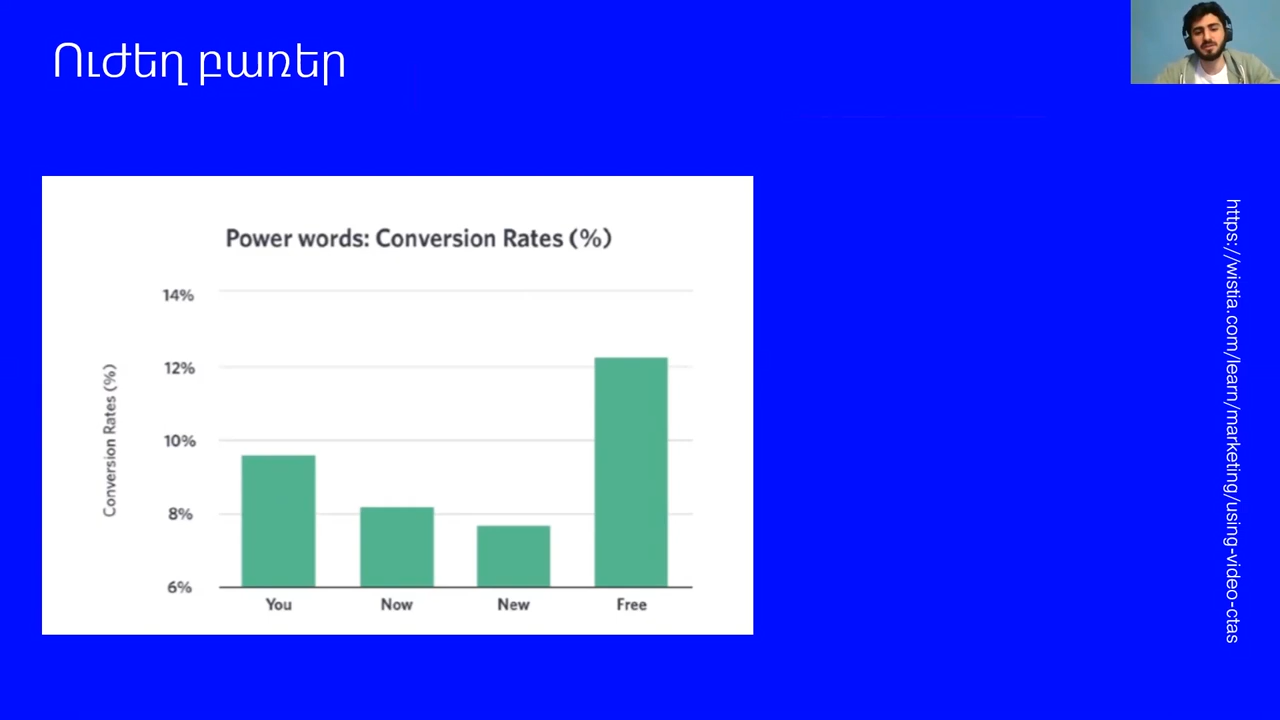 Ուժեղ բառեր
Power words: Conversion Rates (%)
Conversion Rates (%)
14%
12%
10%
8%
6%
You
Now
New
Free
https://wistia.com/learn/marketing/using-video-ctas